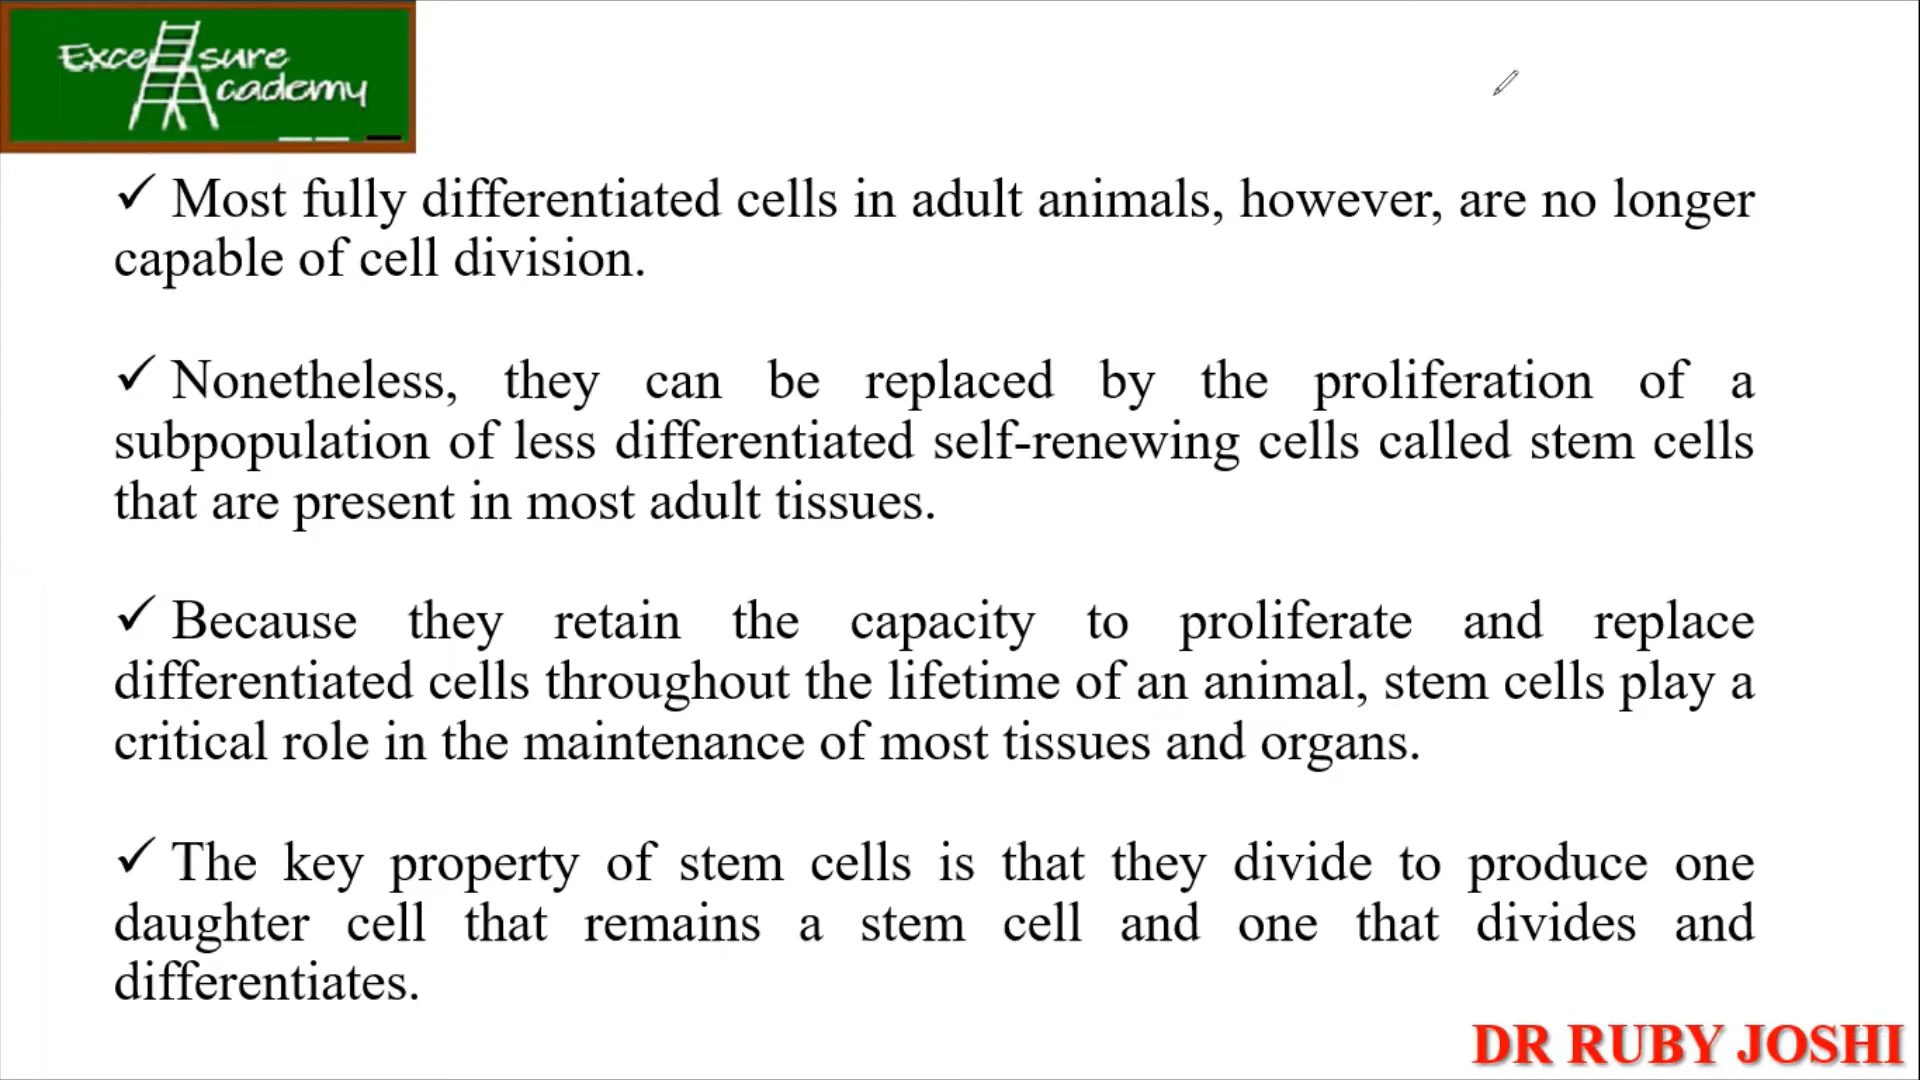 Excel sure
Academy
✓ Most fully differentiated cells in adult animals, however, are no longer
capable of cell division.
✓ Nonetheless, they can be replaced by the proliferation of a
subpopulation of less differentiated self-renewing cells called stem cells
that are present in most adult tissues.
✓ Because they retain the capacity to proliferate and replace
differentiated cells throughout the lifetime of an animal, stem cells play a
critical role in the maintenance of most tissues and organs.
✓ The key property of stem cells is that they divide to produce one
daughter cell that remains a stem cell and one that divides and
differentiates.
DR RUBY JOSHI